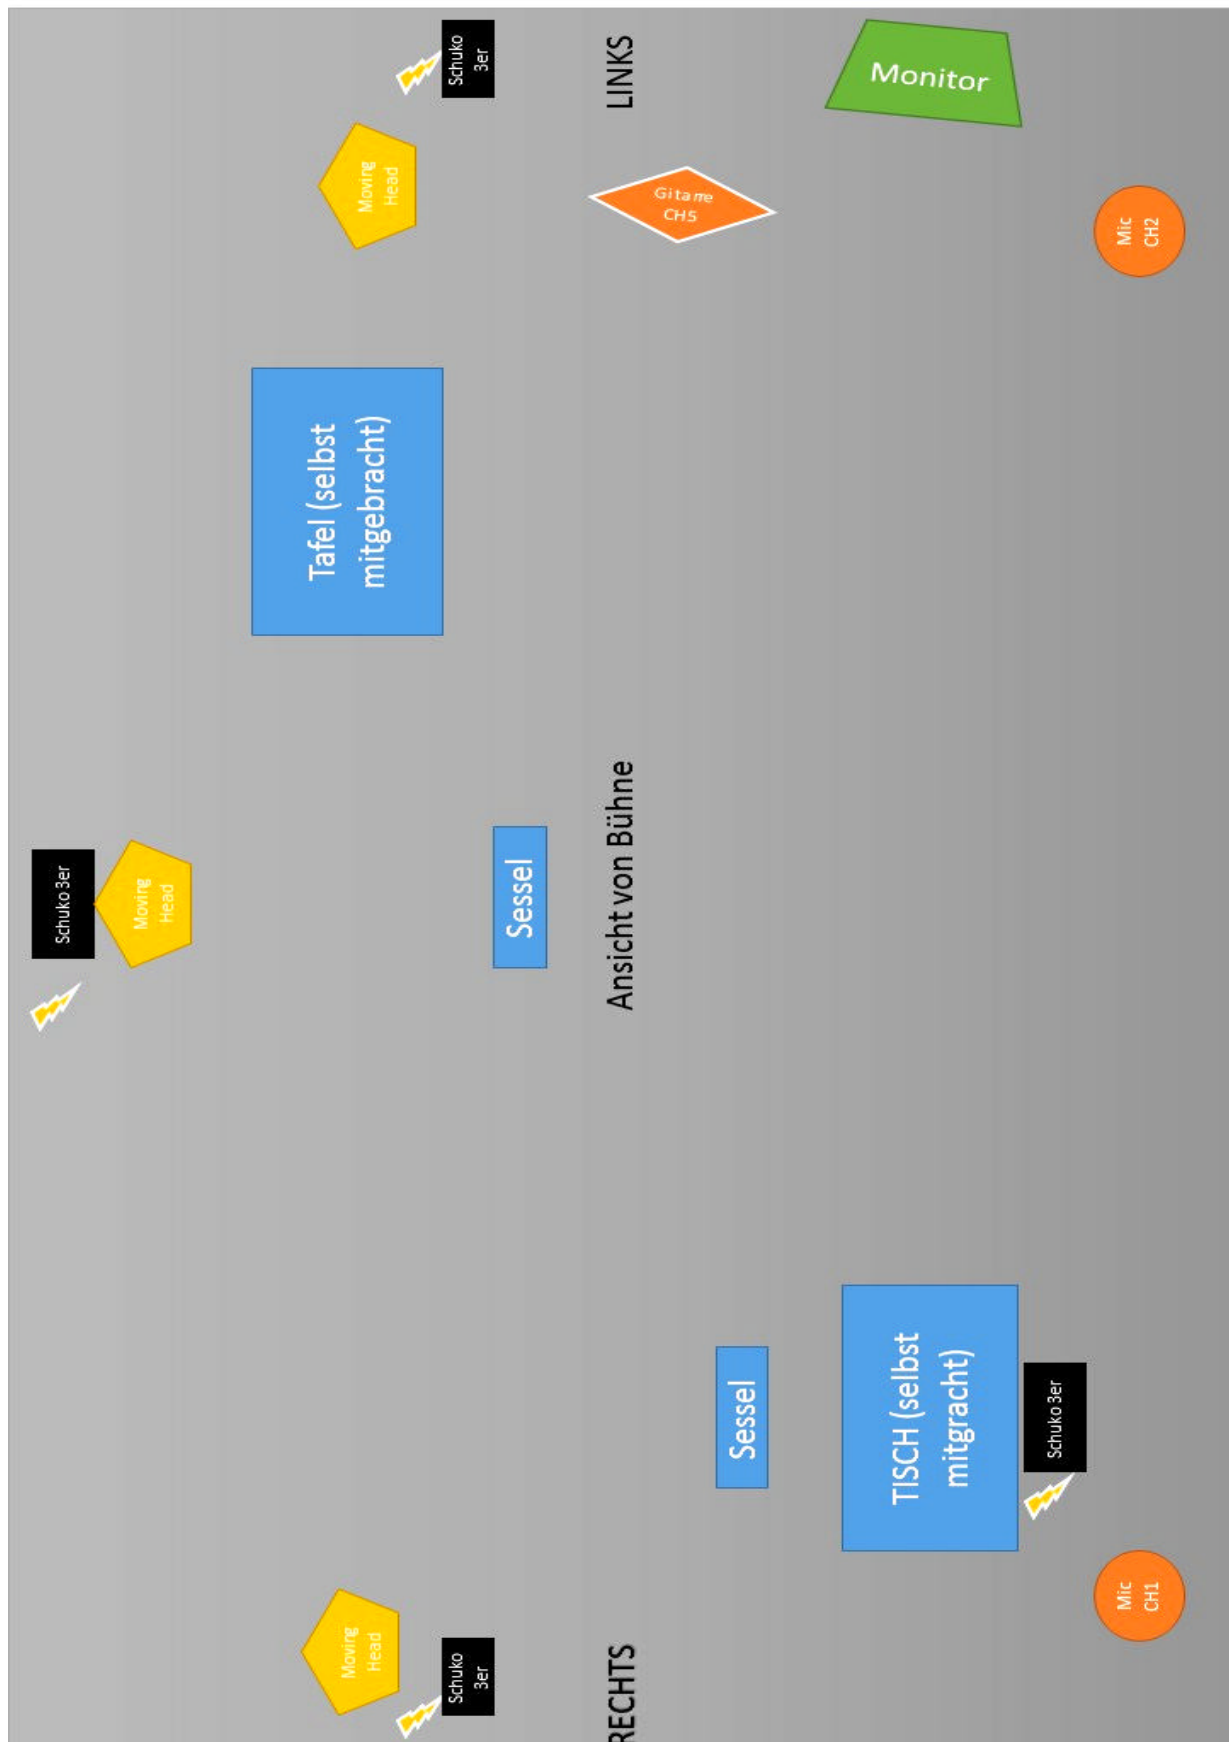 Schuko 3er
Moving
Head
Tafel (selbst
mitgebracht)
Moving
Head
Moving
Head
Schuko
3er
Schuko
3er
Sessel
RECHTS
Ansicht von Bühne
LINKS
Gitarre
CH5
Sessel
TISCH (selbst
mitgracht)
Monitor
Schuko 3er
Mic
CH1
Mic
CH2